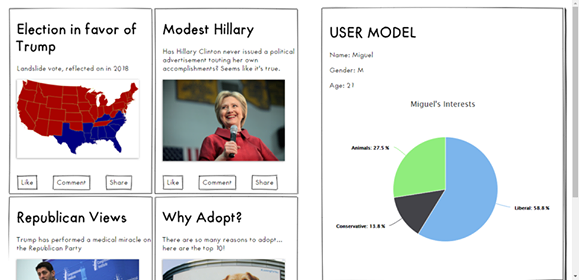 Election in favor of
Trump
Landslide vote, reflected on in 2018
Like
Comment
Share
Modest Hillary
Has Hillary Clinton never issued a political
advertisement touting her own
accomplishments? Seems like it's true.
Like
Comment
Share
Republican Views
Trump has performed a medical miracle on
the Republican Party
Why Adopt?
There are so many reasons to adopt...
here are the top 10!
USER MODEL
Name: Miguel
Gender: M
Age: 21
Miguel's Interests
Animals: 27.5 %
Conservative: 13.8 %
Liberal: 58.8 %